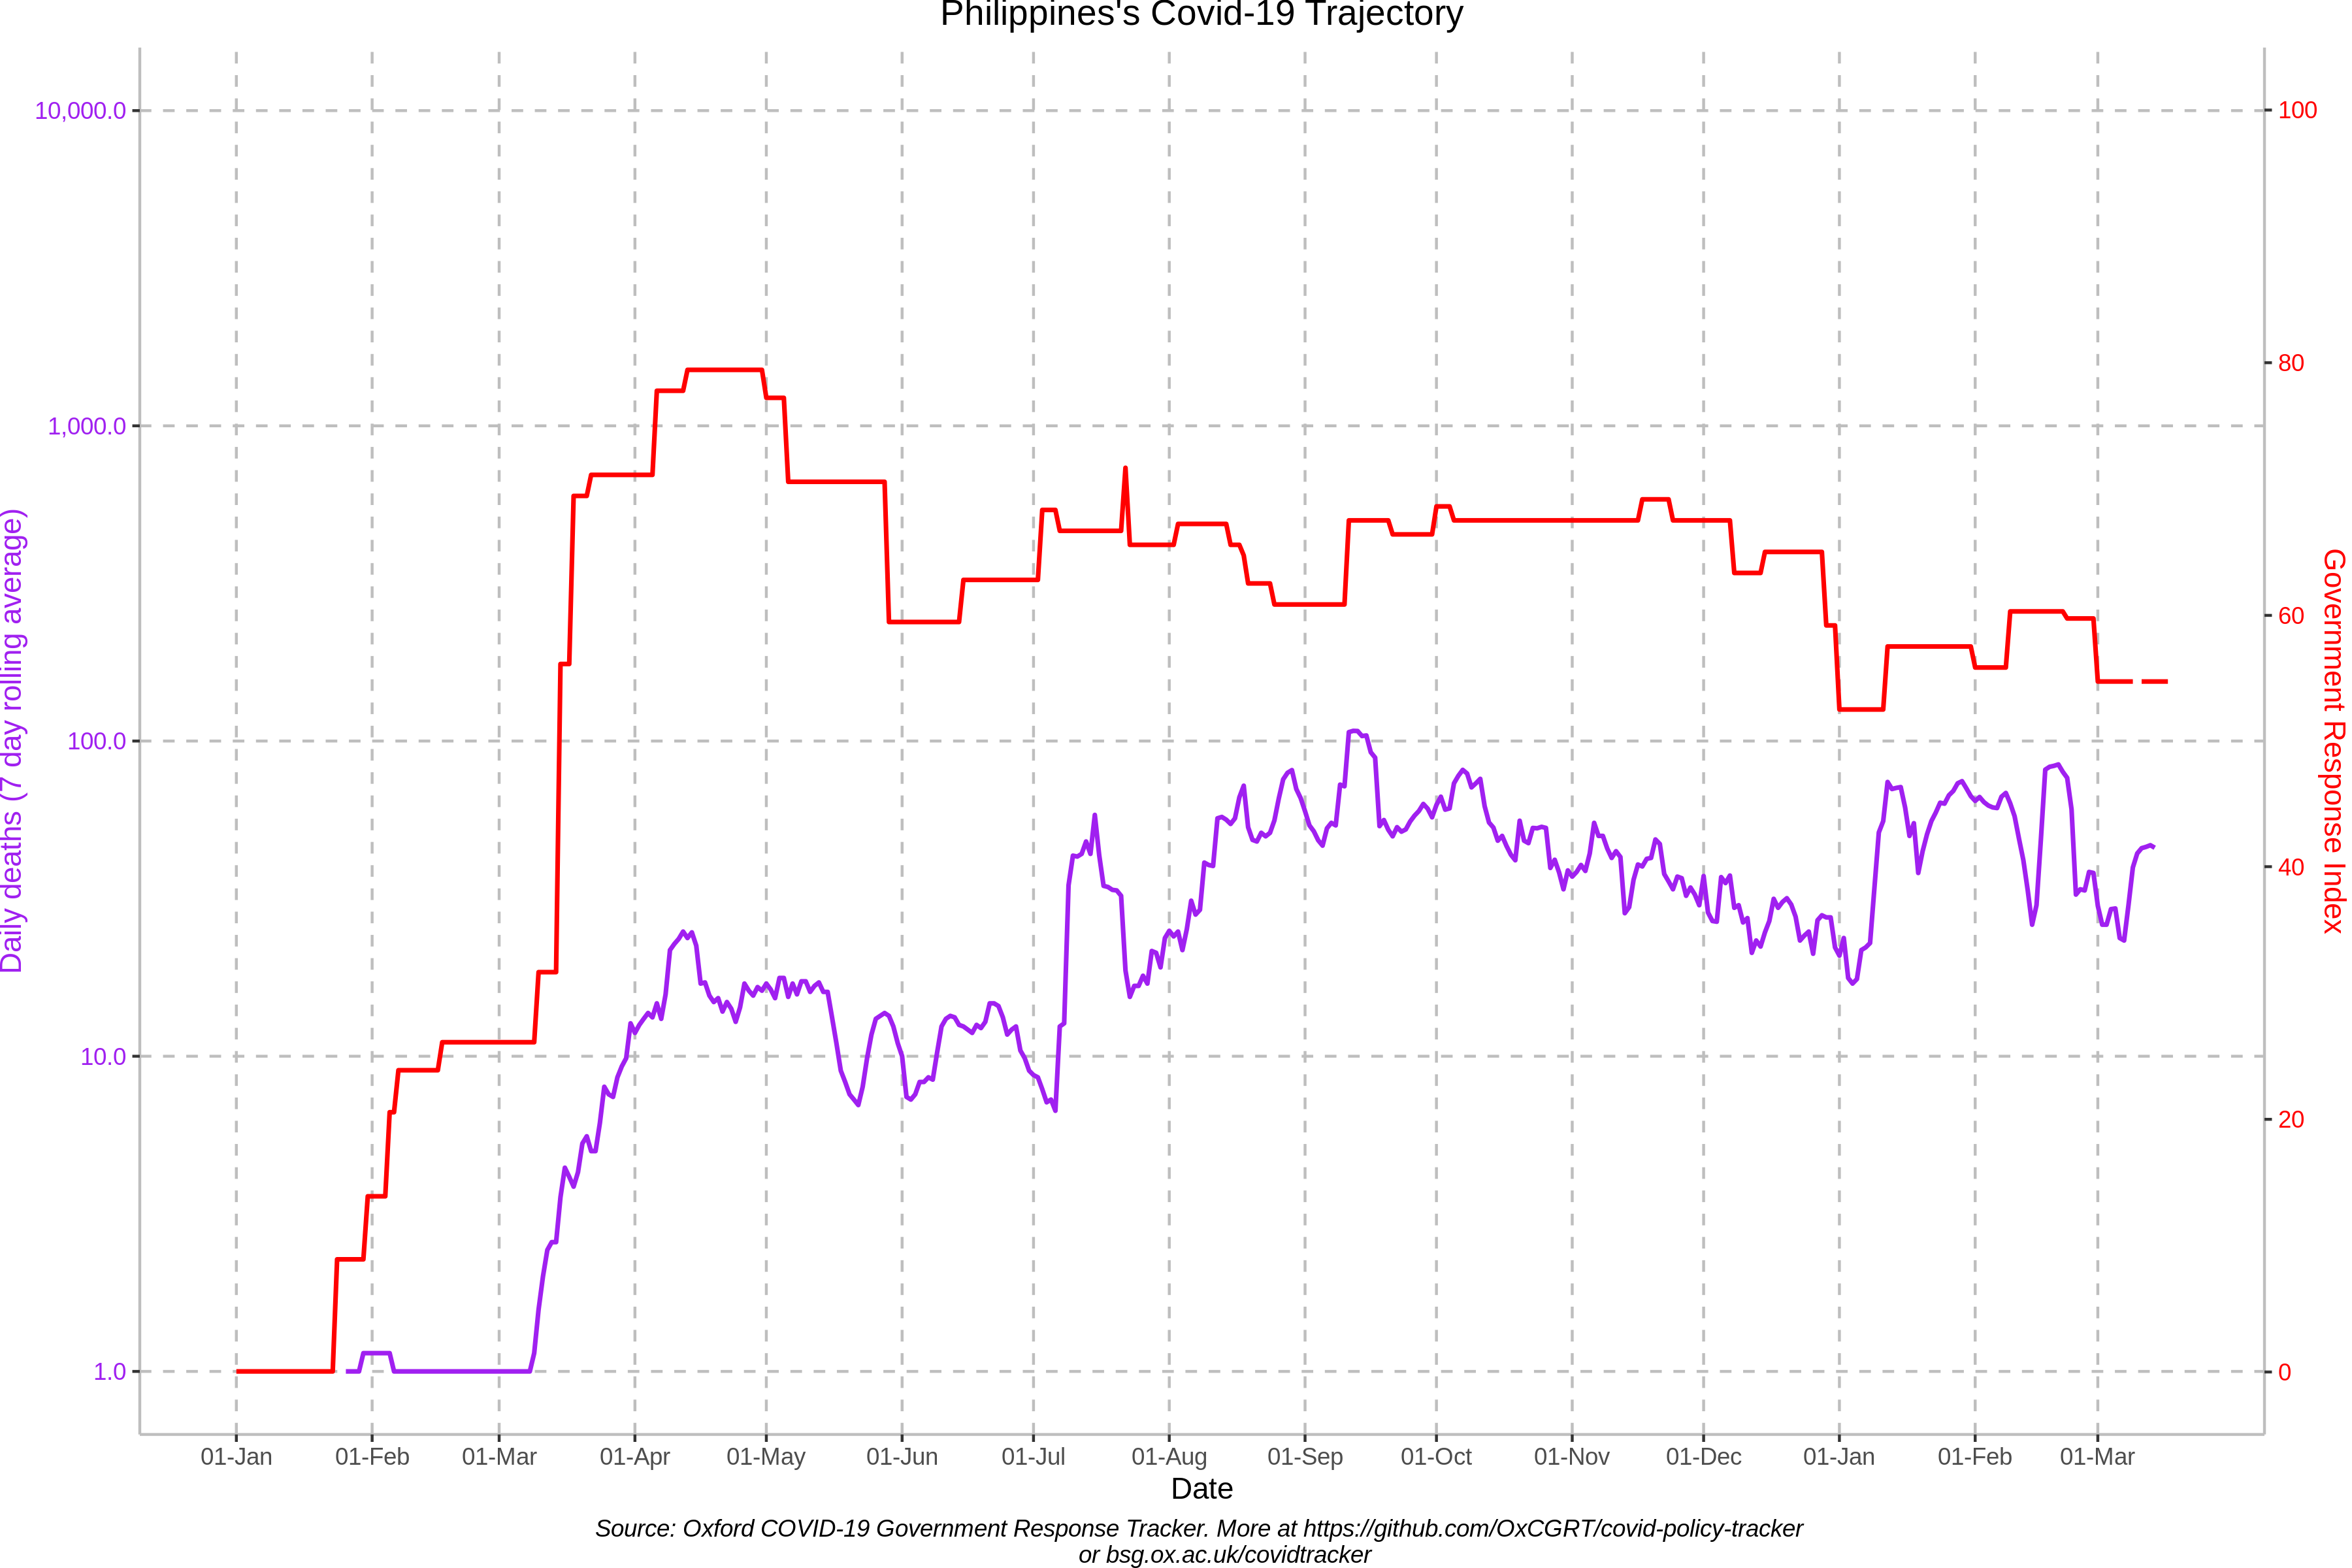 Philippines's Covid-19 Trajectory
Daily deaths (7 day rolling average)
10,000.0
1,000.0
100.0
10.0
1.0
100
80
60
40
20
0
Government Response Index
01-Jan 01-Feb 01-Mar 01-Apr 01-May 01-Jun 01-Jul 01-Aug 01-Sep 01-Oct 01-Nov 01-Dec 01-Jan 01-Feb 01-Mar
Date
Source: Oxford COVID-19 Government Response Tracker. More at https://github.com/OxCGRT/covid-policy-tracker
or bsg.ox.ac.uk/covidtracker